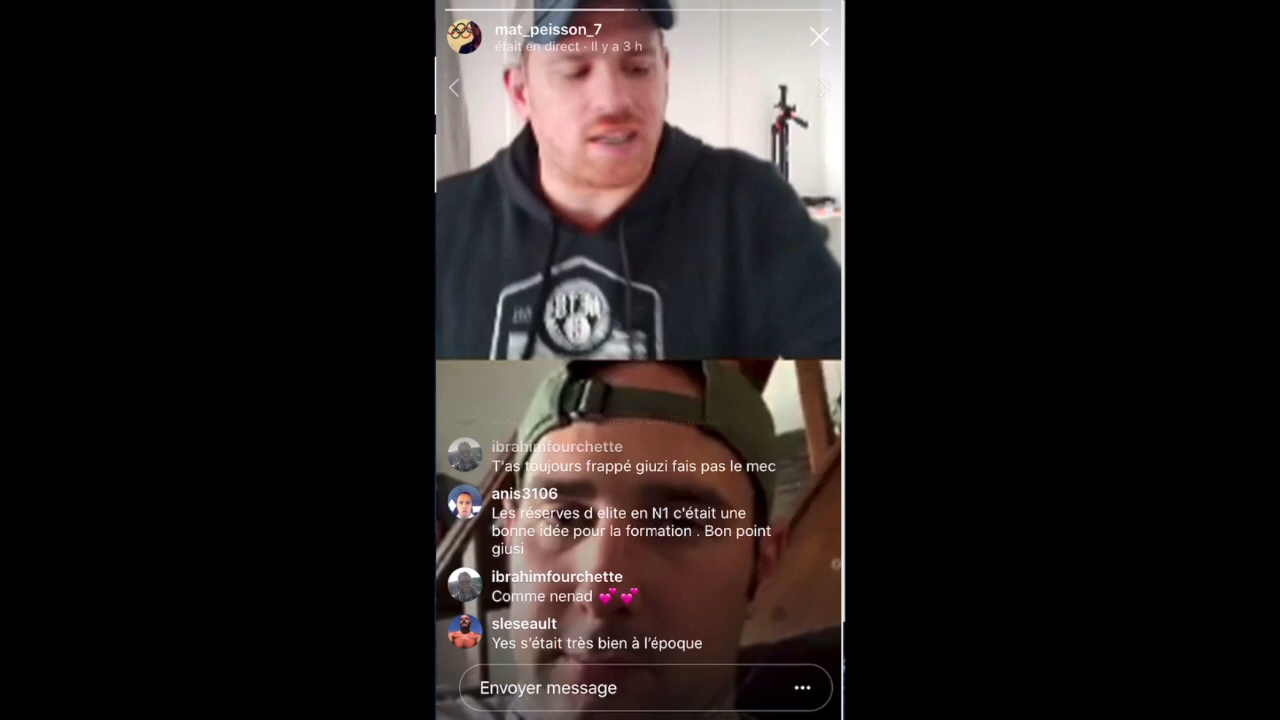 mat_peisson_7
était en direct · Il y a 3 h
ibrahimfourchette
T'as toujours frappé giuzi fais pas le mec
anis3106
Les réserves d elite en N1 c'était une
bonne idée pour la formation . Bon point
giusi
ibrahimfourchette
Comme nenad 💕 💕
sleseault
Yes s'était très bien à l'époque
Envoyer message